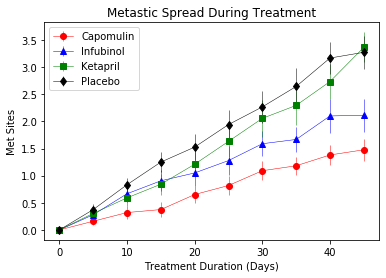 Metastic Spread During Treatment
Capomulin
Infubinol
Ketapril
Placebo
Met Sites
3.5
3.0
2.5
2.0
1.5
1.0
0.5
0.0
0 10 20 30 40
Treatment Duration (Days)